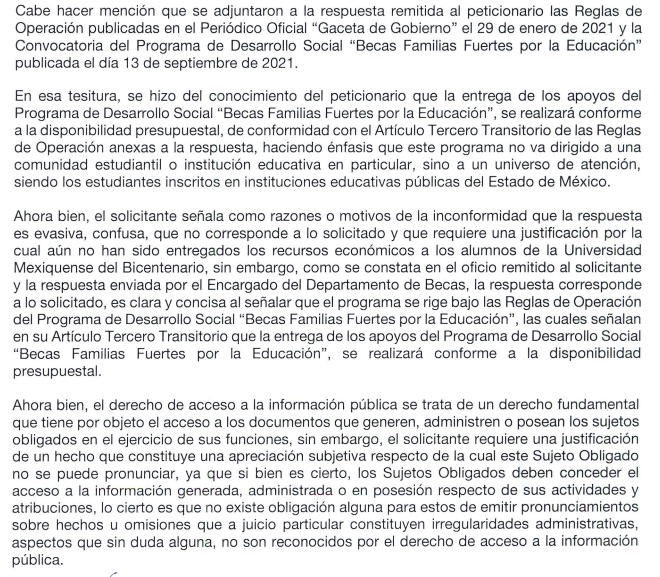 Cabe hacer mención que se adjuntaron a la respuesta remitida al peticionario las Reglas de
Operación publicadas en el Periódico Oficial “Gaceta de Gobierno” el 29 de enero de 2021 y la
Convocatoria del Programa de Desarrollo Social “Becas Familias Fuertes por la Educación”
publicada el día 13 de septiembre de 2021.
En esa tesitura, se hizo del conocimiento del peticionario que la entrega de los apoyos del
Programa de Desarrollo Social “Becas Familias Fuertes por la Educación”, se realizará conforme
a la disponibilidad presupuestal, de conformidad con el Artículo Tercero Transitorio de las Reglas
de Operación anexas a la respuesta, haciendo énfasis que este programa no va dirigido a una
comunidad estudiantil o institución educativa en particular, sino a un universo de atención,
siendo los estudiantes inscritos en instituciones educativas públicas del Estado de México.
Ahora bien, el solicitante señala como razones o motivos de la inconformidad que la respuesta
es evasiva, confusa, que no corresponde a lo solicitado y que requiere una justificación por la
cual aún no han sido entregados los recursos económicos a los alumnos de la Universidad
Mexiquense del Bicentenario, sin embargo, como se constata en el oficio remitido al solicitante
y la respuesta enviada por el Encargado del Departamento de Becas, la respuesta corresponde
a lo solicitado, es clara y concisa al señalar que el programa se rige bajo las Reglas de Operación
del Programa de Desarrollo Social “Becas Familias Fuertes por la Educación”, las cuales señalan
en su Artículo Tercero Transitorio que la entrega de los apoyos del Programa de Desarrollo Social
“Becas Familias Fuertes por la Educación”, se realizará conforme a la disponibilidad
presupuestal.
Ahora bien, el derecho de acceso a la información pública se trata de un derecho fundamental
que tiene por objeto el acceso a los documentos que generen, administren o posean los sujetos
obligados en el ejercicio de sus funciones, sin embargo, el solicitante requiere una justificación
de un hecho que constituye una apreciación subjetiva respecto de la cual este Sujeto Obligado
no se puede pronunciar, ya que si bien es cierto, los Sujetos Obligados deben conceder el
acceso a la información generada, administrada o en posesión respecto de sus actividades y
atribuciones, lo cierto es que no existe obligación alguna para estos de emitir pronunciamientos
sobre hechos u omisiones que a juicio particular constituyen irregularidades administrativas,
aspectos que sin duda alguna, no son reconocidos por el derecho de acceso a la información
pública.